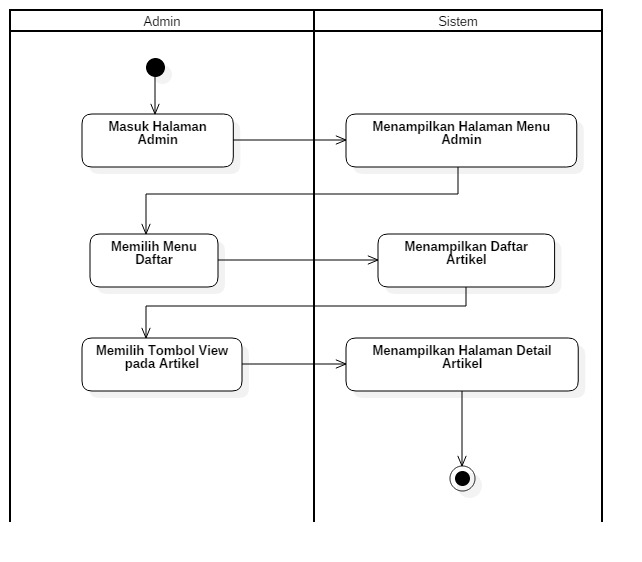 Admin
Sistem
Masuk Halaman
Admin
Menampilkan Halaman Menu
Admin
Memilih Menu
Daftar
Menampilkan Daftar
Artikel
Memilih Tombol View
pada Artikel
Menampilkan Halaman Detail
Artikel